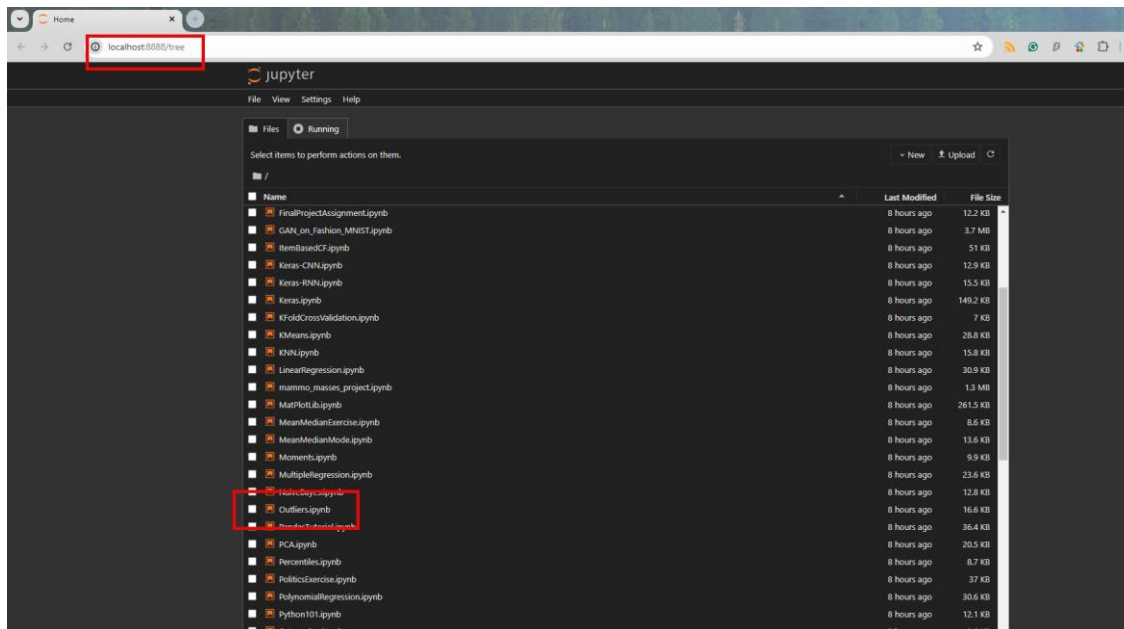 Home
localhost:8888/tree
jupyter
File View Settings Help
Files Running
Select items to perform actions on them.
New Upload
/
Name Last Modified File Size
FinalProjectAssignment.ipynb 8 hours ago 12.2 KB
GAN_on_Fashion_MNIST.ipynb 8 hours ago 3.7 MB
ItemBasedCF.ipynb 8 hours ago 51 KB
Keras-CNN.ipynb 8 hours ago 12.9 KB
Keras-RNN.ipynb 8 hours ago 15.5 KB
Keras.ipynb 8 hours ago 149.2 KB
KFoldCrossValidation.ipynb 8 hours ago 7 KB
KMeans.ipynb 8 hours ago 28.8 KB
KNN.ipynb 8 hours ago 15.8 KB
LinearRegression.ipynb 8 hours ago 30.9 KB
mammo_masses_project.ipynb 8 hours ago 1.3 MB
MatPlotLib.ipynb 8 hours ago 261.5 KB
MeanMedianExercise.ipynb 8 hours ago 8.6 KB
MeanMedianMode.ipynb 8 hours ago 13.6 KB
Moments.ipynb 8 hours ago 9.9 KB
MultipleRegression.ipynb 8 hours ago 23.6 KB
NaiveBayes.ipynb 8 hours ago 12.8 KB
Outliers.ipynb 8 hours ago 16.6 KB
PandasTutorial.ipynb 8 hours ago 36.4 KB
PCA.ipynb 8 hours ago 20.5 KB
Percentiles.ipynb 8 hours ago 8.7 KB
PoliticsExercise.ipynb 8 hours ago 37 KB
PolynomialRegression.ipynb 8 hours ago 30.6 KB
Python101.ipynb 8 hours ago 12.1 KB